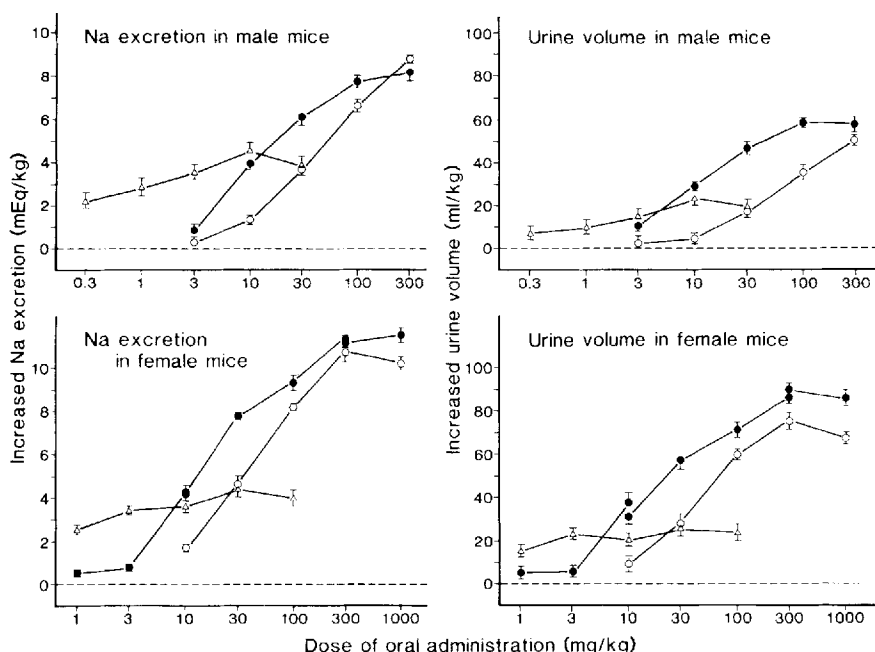 Na excretion in male mice
10
8
6
4
2
0
0.3 1 3 10 30 100 300
Urine volume in male mice
100
80
60
40
20
0
0.3 1 3 10 30 100 300
Increased Na excretion (mEq/kg)
Increased urine volume (ml/kg)
Na excretion
in female mice
10
8
6
4
2
0
1 3 10 30 100 300 1000
Urine volume in female mice
100
80
60
40
20
0
1 3 10 30 100 300 1000
Dose of oral administration (mg/kg)